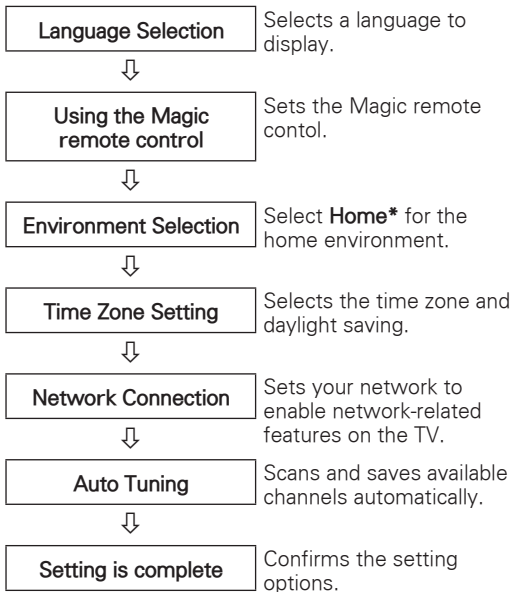 Language Selection
Selects a language to
display.
Using the Magic
remote control
Sets the Magic remote
contol.
Environment Selection
Select Home* for the
home environment.
Time Zone Setting
Selects the time zone and
daylight saving.
Network Connection
Sets your network to
enable network-related
features on the TV.
Auto Tuning
Scans and saves available
channels automatically.
Setting is complete
Confirms the setting
options.